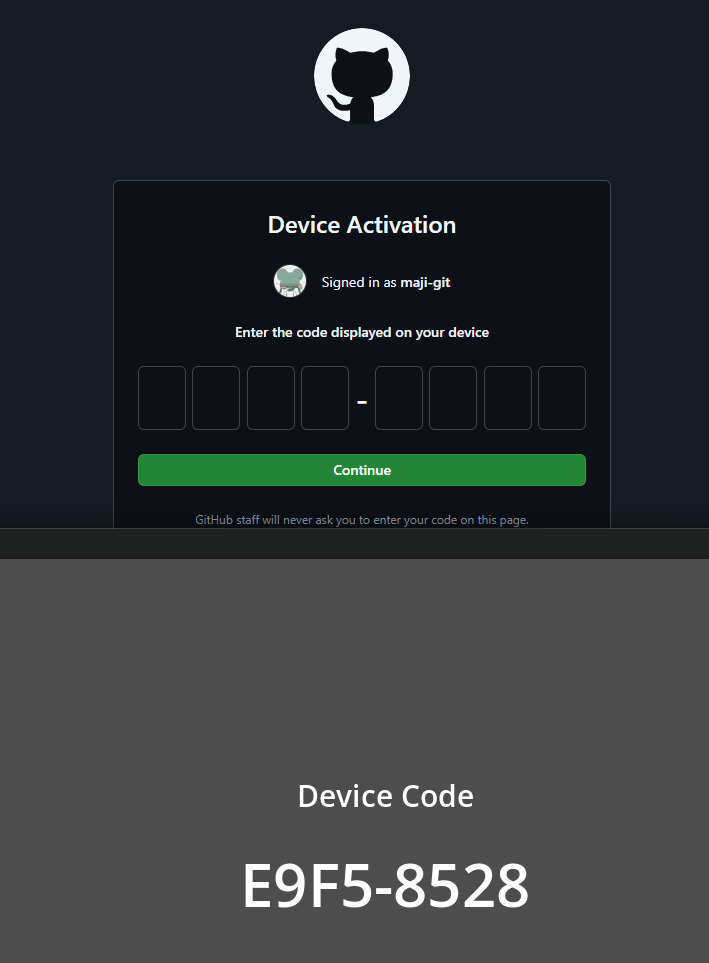 Device Activation
Signed in as maji-git
Enter the code displayed on your device
-
Continue
GitHub staff will never ask you to enter your code on this page.
Device Code
E9F5-8528